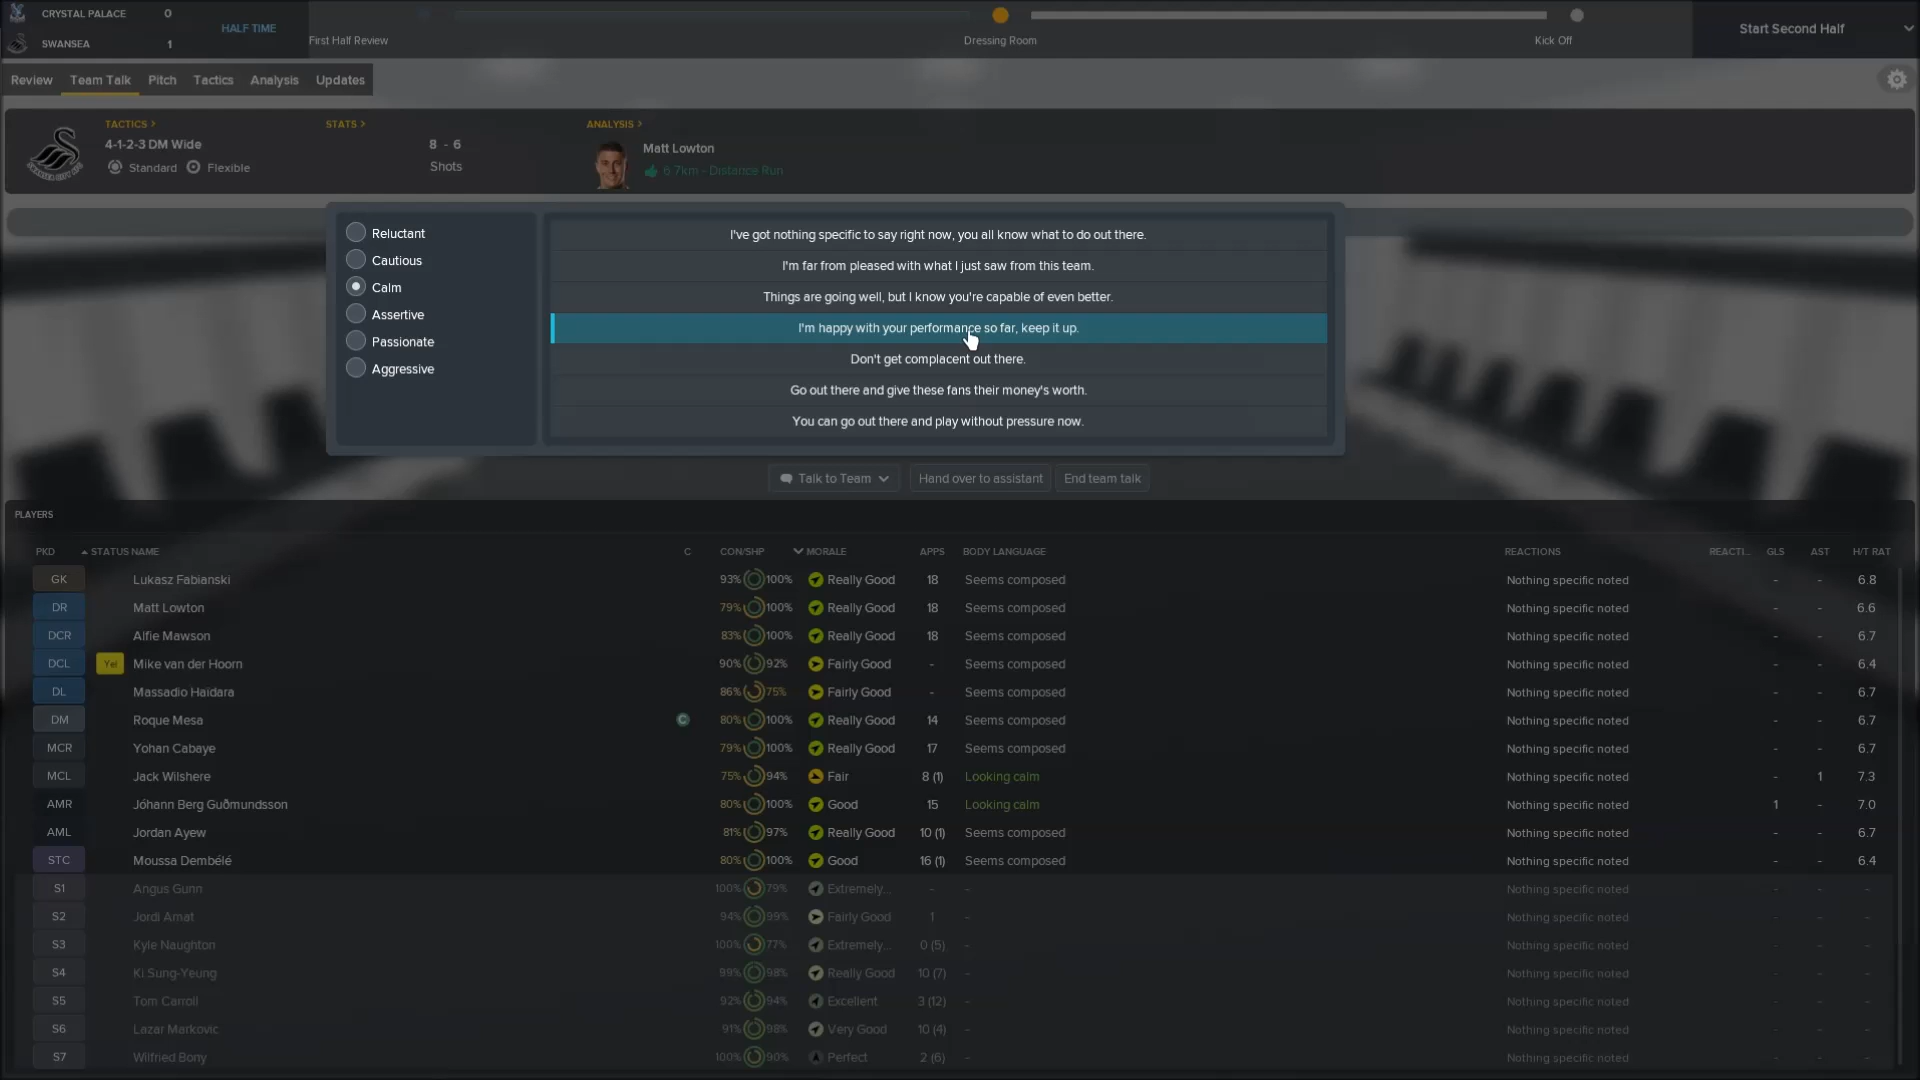 CRYSTAL PALACE 0
SWANSEA 1
HALF TIME
First Half Review
Dressing Room
Kick Off
Start Second Half
Review Team Talk Pitch Tactics Analysis Updates
TACTICS >
4-1-2-3 DM Wide
Standard Flexible
STATS >
8 - 6
Shots
ANALYSIS >
Matt Lowton
6.7km - Distance Run
Reluctant
Cautious
Calm
Assertive
Passionate
Aggressive
I've got nothing specific to say right now, you all know what to do out there.
I'm far from pleased with what I just saw from this team.
Things are going well, but I know you're capable of even better.
I'm happy with your performance so far, keep it up.
Don't get complacent out there.
Go out there and give these fans their money's worth.
You can go out there and play without pressure now.
Talk to Team Hand over to assistant End team talk
PLAYERS
PKD STATUS NAME C CON/SHP MORALE APPS BODY LANGUAGE REACTIONS REACTI... GLS AST H/T RAT
GK Lukasz Fabianski 93% 100% Really Good 18 Seems composed Nothing specific noted - - 6.8
DR Matt Lowton 79% 100% Really Good 18 Seems composed Nothing specific noted - - 6.6
DCR Alfie Mawson 83% 100% Really Good 18 Seems composed Nothing specific noted - - 6.7
DCL Yel Mike van der Hoorn 90% 92% Fairly Good - Seems composed Nothing specific noted - - 6.4
DL Massadio Haidara 86% 75% Fairly Good - Seems composed Nothing specific noted - - 6.7
DM Roque Mesa C 80% 100% Really Good 14 Seems composed Nothing specific noted - - 6.7
MCR Yohan Cabaye 79% 100% Really Good 17 Seems composed Nothing specific noted - - 6.7
MCL Jack Wilshere 75% 94% Fair 8 (1) Looking calm Nothing specific noted - 1 7.3
AMR Jóhann Berg Guðmundsson 80% 100% Good 15 Looking calm Nothing specific noted 1 - 7.0
AML Jordan Ayew 81% 97% Really Good 10 (1) Seems composed Nothing specific noted - - 6.7
STC Moussa Dembélé 80% 100% Good 16 (1) Seems composed Nothing specific noted - - 6.4
S1 Angus Gunn 100% 79% Extremely... - - Nothing specific noted - - -
S2 Jordi Amat 94% 99% Fairly Good 1 - Nothing specific noted - - -
S3 Kyle Naughton 100% 77% Extremely... 0 (5) - Nothing specific noted - - -
S4 Ki Sung-Yeung 99% 98% Really Good 10 (7) - Nothing specific noted - - -
S5 Tom Carroll 92% 94% Excellent 3 (12) - Nothing specific noted - - -
S6 Lazar Markovic 91% 98% Very Good 10 (4) - Nothing specific noted - - -
S7 Wilfried Bony 100% 90% Perfect 2 (6) - Nothing specific noted - - -